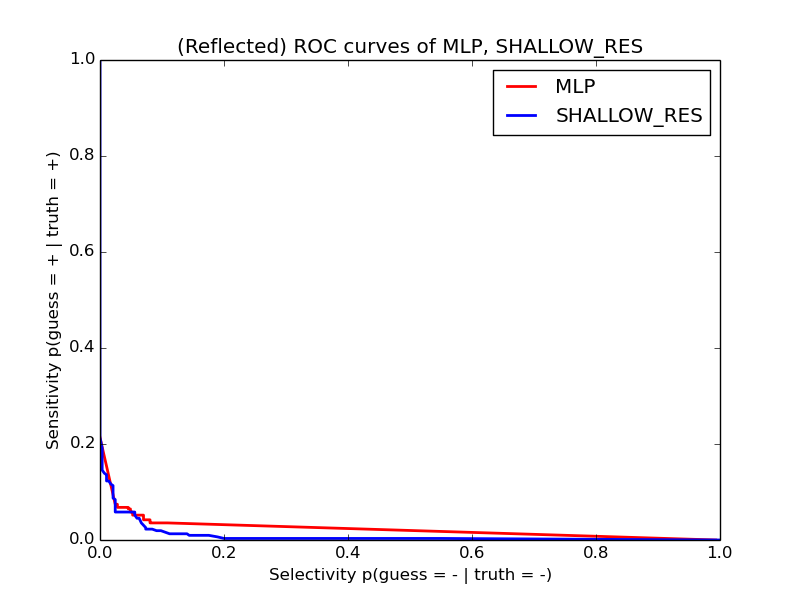 (Reflected) ROC curves of MLP, SHALLOW_RES
MLP
SHALLOW_RES
1.0
0.8
0.6
0.4
0.2
0.0
Sensitivity p(guess = + | truth = +)
0.0 0.2 0.4 0.6 0.8 1.0
Selectivity p(guess = - | truth = -)